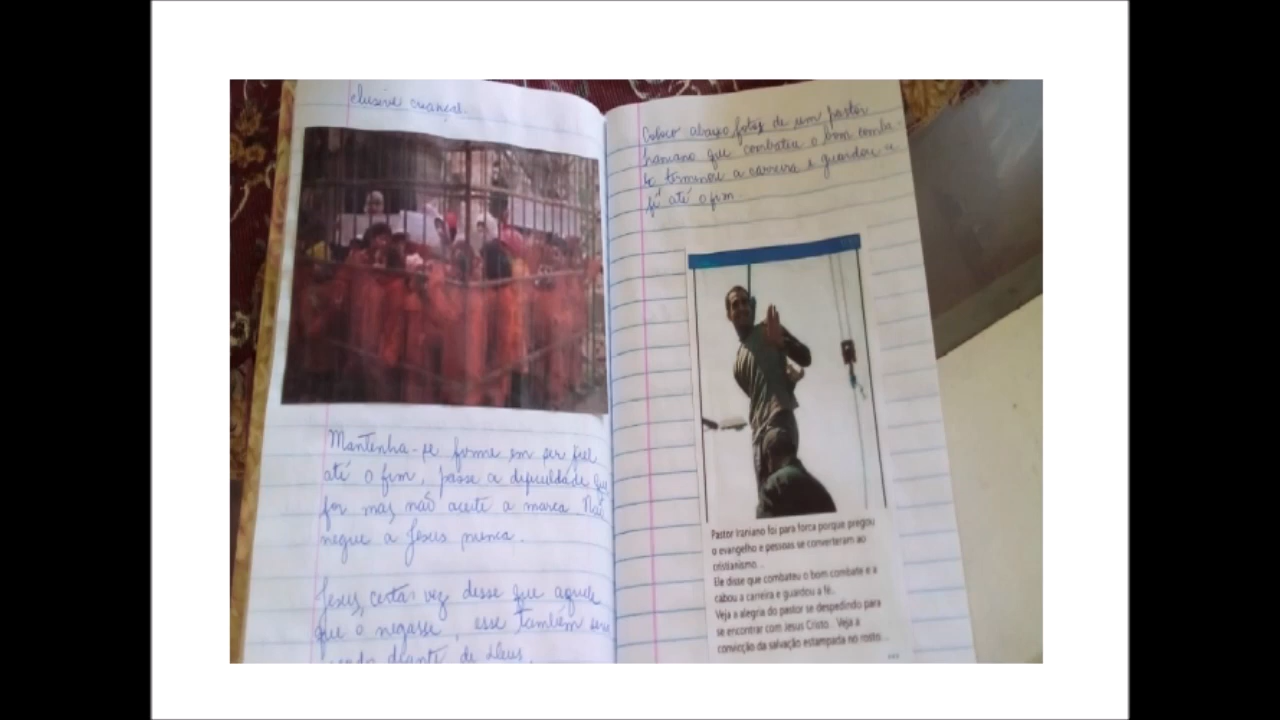 clusive crianças.
Mantenha-se firme em ser fiel
até o fim, passe a dificuldade que
for mas não aceite a marca. Não
negue a Jesus nunca.
Jesus, certa vez disse que aquele
que o negasse, esse também será
diante de Deus.
Coloco abaixo fotos de um pastor
iraniano que combateu o bom comba-
te terminou a carreira e guardou a
fé até o fim.
Pastor Iraniano foi para forca porque pregou
o evangelho e pessoas se converteram ao
cristianismo...
Ele disse que combateu o bom combate e a
cabou a carreira e guardou a fé..
Veja a alegria do pastor se despedindo para
se encontrar com Jesus Cristo . Veja a
convicção da salvação estampada no rosto...